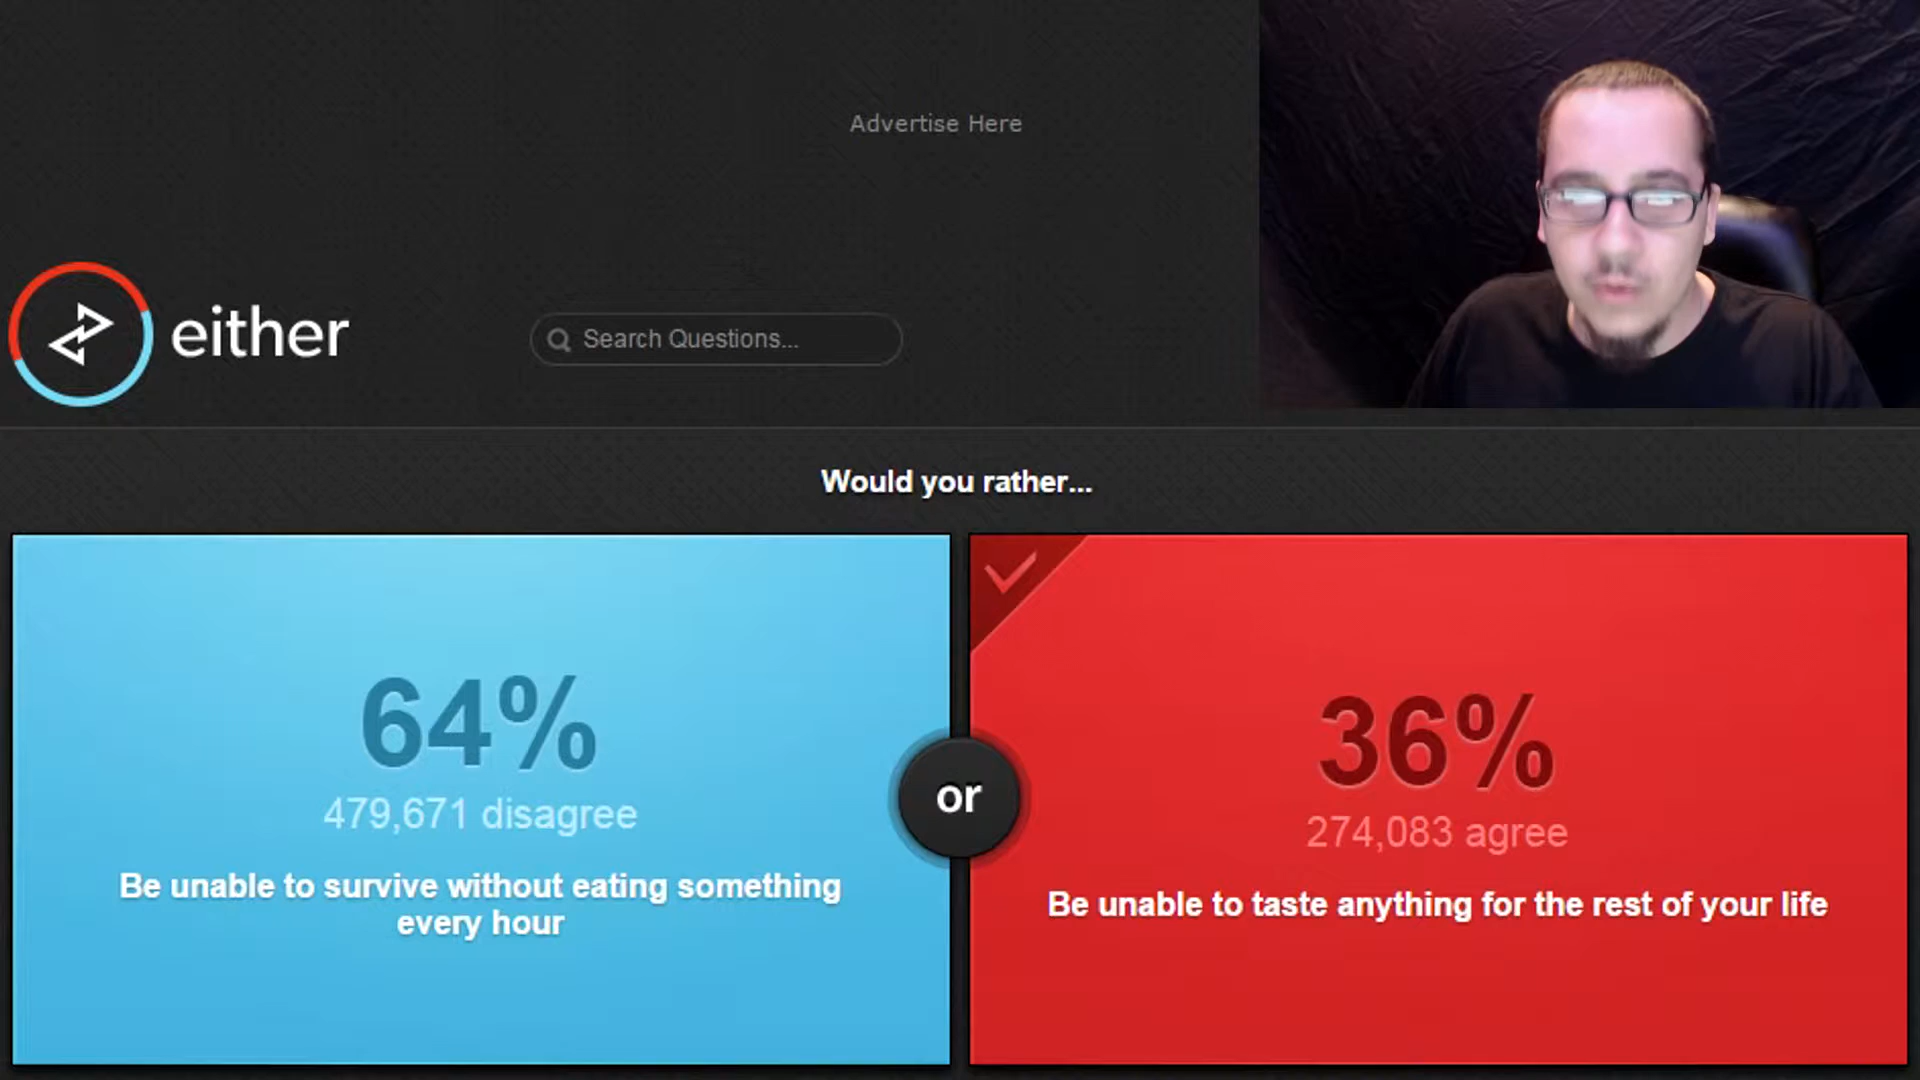 Advertise Here
either
Search Questions...
Would you rather...
64%
479,671 disagree
Be unable to survive without eating something
every hour
or
36%
274,083 agree
Be unable to taste anything for the rest of your life